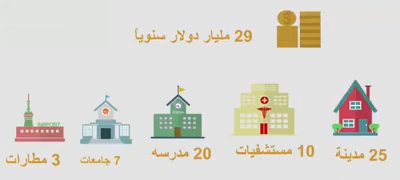 29 مليار دولار سنوياً
AIRPORT
25 مدينة
10 مستشفيات
20 مدرسه
7 جامعات
3 مطارات